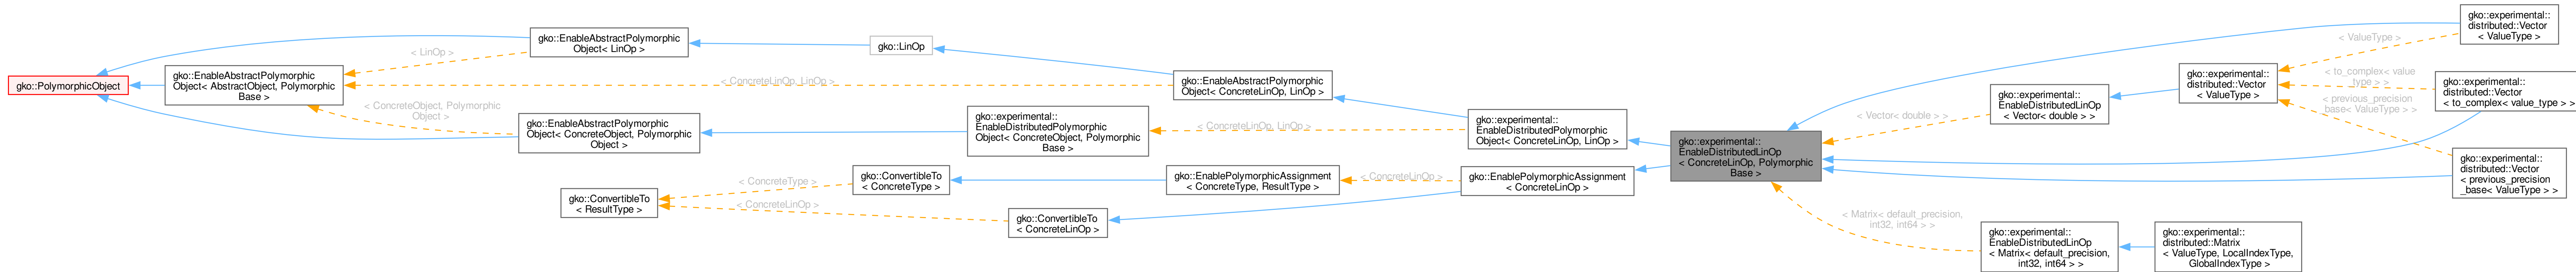 gko::PolymorphicObject
gko::EnableAbstractPolymorphic
Object< AbstractObject, Polymorphic
Base >
< LinOp >
< ConcreteObject, Polymorphic
Object >
gko::EnableAbstractPolymorphic
Object< LinOp >
gko::EnableAbstractPolymorphic
Object< ConcreteObject, Polymorphic
Object >
gko::ConvertibleTo
< ResultType >
< ConcreteLinOp, LinOp >
< ConcreteType >
< ConcreteLinOp >
gko::LinOp
gko::experimental::
EnableDistributedPolymorphic
Object< ConcreteObject, Polymorphic
Base >
gko::ConvertibleTo
< ConcreteType >
gko::ConvertibleTo
< ConcreteLinOp >
gko::EnableAbstractPolymorphic
Object< ConcreteLinOp, LinOp >
< ConcreteLinOp, LinOp >
gko::EnablePolymorphicAssignment
< ConcreteType, ResultType >
< ConcreteLinOp >
gko::experimental::
EnableDistributedPolymorphic
Object< ConcreteLinOp, LinOp >
gko::EnablePolymorphicAssignment
< ConcreteLinOp >
gko::experimental::
EnableDistributedLinOp
< ConcreteLinOp, Polymorphic
Base >
< Vector< double > >
< Matrix< default_precision,
int32, int64 > >
gko::experimental::
EnableDistributedLinOp
< Vector< double > >
gko::experimental::
EnableDistributedLinOp
< Matrix< default_precision,
int32, int64 > >
gko::experimental::
distributed::Vector
< ValueType >
gko::experimental::
distributed::Matrix
< ValueType, LocalIndexType,
GlobalIndexType >
< ValueType >
< to_complex< value
_type > >
< previous_precision
_base< ValueType > >
gko::experimental::
distributed::Vector
< ValueType >
gko::experimental::
distributed::Vector
< to_complex< value_type > >
gko::experimental::
distributed::Vector
< previous_precision
_base< ValueType > >